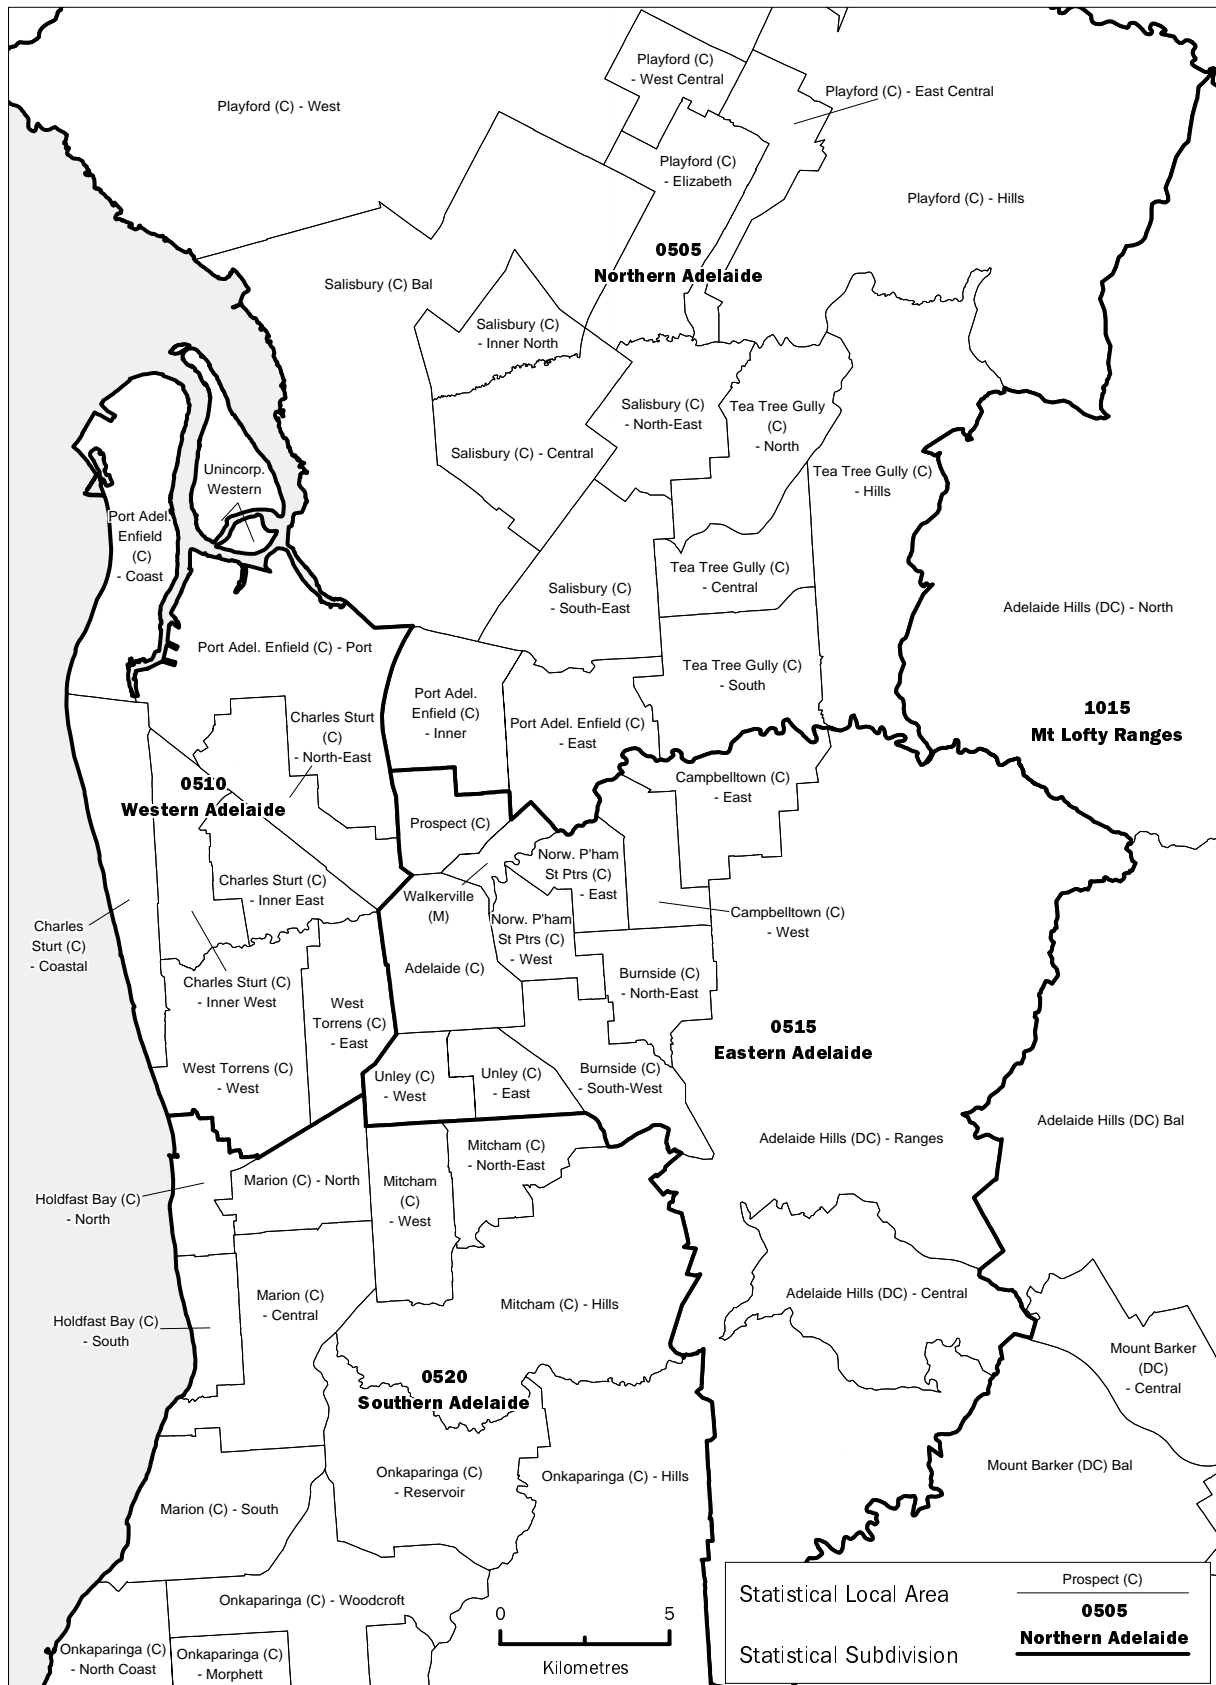 Playford (C)
- West Central
Playford (C) - East Central
Playford (C) - West
Playford (C)
- Elizabeth
Playford (C) - Hills
0505
Northern Adelaide
Salisbury (C) Bal
Salisbury (C)
- Inner North
Salisbury (C)
- North-East
Tea Tree Gully
(C)
- North
Salisbury (C) - Central
Tea Tree Gully (C)
- Hills
Unincorp.
Western
Port Adel.
Enfield
(C)
- Coast
Tea Tree Gully (C)
- Central
Salisbury (C)
- South-East
Adelaide Hills (DC) - North
Port Adel. Enfield (C) - Port
Tea Tree Gully (C)
- South
Port Adel.
Enfield (C)
- Inner
Port Adel. Enfield (C)
- East
Charles Sturt
(C)
- North-East
1015
Mt Lofty Ranges
0510
Western Adelaide
Campbelltown (C)
- East
Prospect (C)
Norw. P'ham
St Ptrs (C)
- East
Charles Sturt (C)
- Inner East
Walkerville
(M)
Norw. P'ham
St Ptrs (C)
- West
Campbelltown (C)
- West
Charles
Sturt (C)
- Coastal
Adelaide (C)
Burnside (C)
- North-East
Charles Sturt (C)
- Inner West
West
Torrens (C)
- East
0515
Eastern Adelaide
West Torrens (C)
- West
Unley (C)
- West
Unley (C)
- East
Burnside (C)
- South-West
Adelaide Hills (DC) Bal
Adelaide Hills (DC) - Ranges
Mitcham (C)
- North-East
Marion (C) - North
Mitcham
(C)
- West
Holdfast Bay (C)
- North
Adelaide Hills (DC) - Central
Marion (C)
- Central
Mitcham (C) - Hills
Holdfast Bay (C)
- South
Mount Barker
(DC)
- Central
0520
Southern Adelaide
Mount Barker (DC) Bal
Onkaparinga (C)
- Reservoir
Onkaparinga (C) - Hills
Marion (C) - South
Onkaparinga (C) - Woodcroft
Onkaparinga (C)
- North Coast
Onkaparinga (C)
- Morphett
0 5
Kilometres
Statistical Local Area
Prospect (C)
0505
Northern Adelaide
Statistical Subdivision